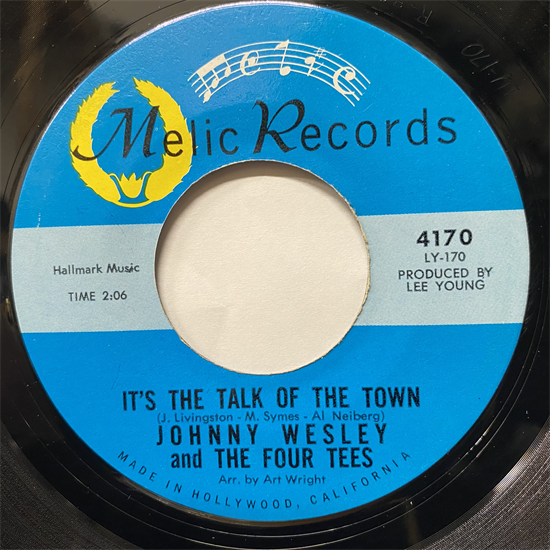 Melic
Melic Records
4170
LY-170
PRODUCED BY
LEE YOUNG
Hallmark Music
TIME 2:06
IT'S THE TALK OF THE TOWN
(J. Livingston - M. Symes - Al Neiberg)
JOHNNY WESLEY
and THE FOUR TEES
Arr. by Art Wright
MADE IN HOLLYWOOD, CALIFORNIA